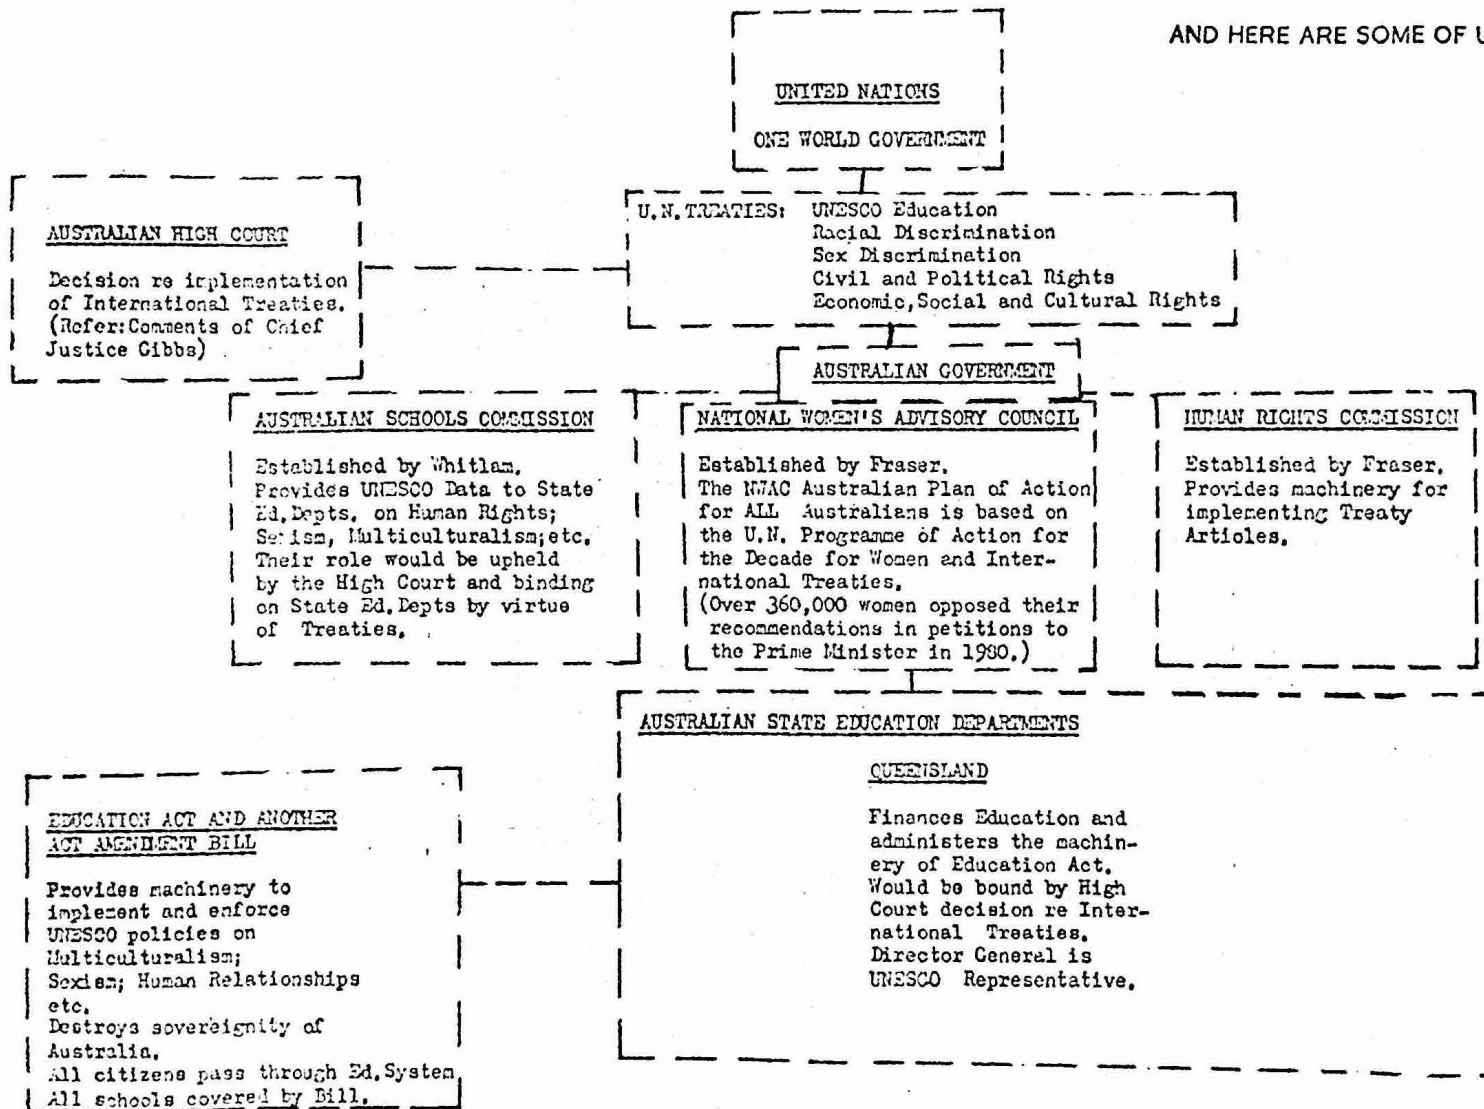 AND HERE ARE SOME OF U
UNITED NATIONS
ONE WORLD GOVERNMENT
U.N.TREATIES: UNESCO Education
Racial Discrimination
Sex Discrimination
Civil and Political Rights
Economic,Social and Cultural Rights
AUSTRALIAN HIGH COURT
Decision re implementation
of International Treaties.
(Refer:Comments of Chief
Justice Gibbs)
AUSTRALIAN GOVERNMENT
AUSTRALIAN SCHOOLS COMMISSION
Established by Whitlam.
Provides UNESCO Data to State
Ed.Depts. on Human Rights;
Sexism, Multiculturalism;etc.
Their role would be upheld
by the High Court and binding
on State Ed.Depts by virtue
of Treaties.
NATIONAL WOMEN'S ADVISORY COUNCIL
Established by Fraser.
The NWAC Australian Plan of Action
for ALL Australians is based on
the U.N. Programme of Action for
the Decade for Women and Inter-
national Treaties.
(Over 360,000 women opposed their
recommendations in petitions to
the Prime Minister in 1980.)
HUMAN RIGHTS COMMISSION
Established by Fraser.
Provides machinery for
implementing Treaty
Articles.
AUSTRALIAN STATE EDUCATION DEPARTMENTS
QUEENSLAND
Finances Education and
administers the machin-
ery of Education Act.
Would be bound by High
Court decision re Inter-
national Treaties.
Director General is
UNESCO Representative.
EDUCATION ACT AND ANOTHER
ACT AMENDMENT BILL
Provides machinery to
implement and enforce
UNESCO policies on
Multiculturalism;
Sexism; Human Relationships
etc.
Destroys sovereignity of
Australia.
All citizens pass through Ed.System
All schools covered by Bill.